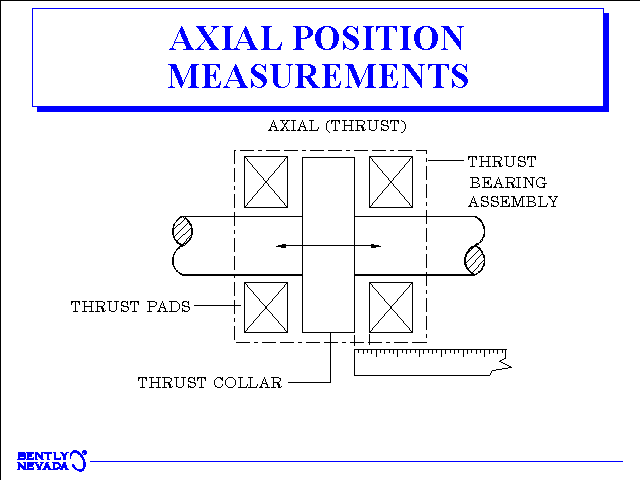 AXIAL POSITION
MEASUREMENTS
AXIAL (THRUST)
THRUST
BEARING
ASSEMBLY
THRUST PADS
THRUST COLLAR
BENTLY
NEVADA